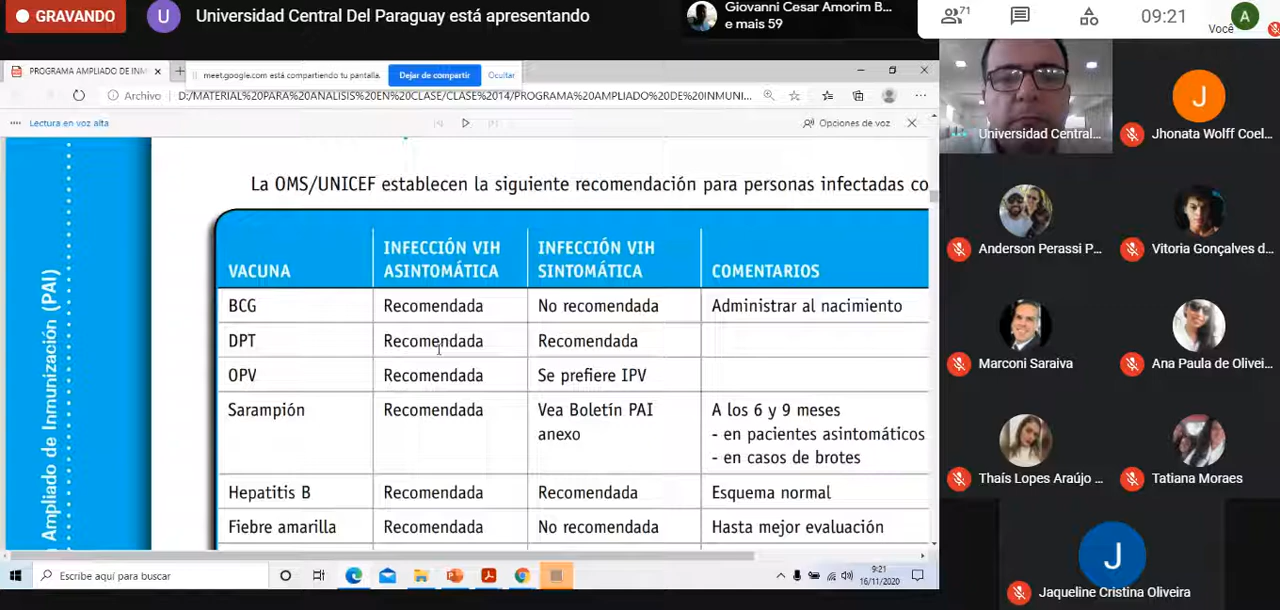 GRAVANDO
U
Universidad Central Del Paraguay está apresentando
Giovanni Cesar Amorim B...
e mais 59
71
09:21
Você
A
PROGRAMA AMPLIADO DE INM
meet.google.com está compartiendo tu pantalla.
Dejar de compartir
Ocultar
Archivo
D:/MATERIAL%20PARA%20ANALISIS%20EN%20CLASE/CLASE%2014/PROGRAMA%20AMPLIADO%20DE%20INMUNI...
Lectura en voz alta
Opciones de voz
n Ampliado de Inmunización (PAI)
La OMS/UNICEF establecen la siguiente recomendación para personas infectadas co
VACUNA
INFECCIÓN VIH
ASINTOMÁTICA
INFECCIÓN VIH
SINTOMÁTICA
COMENTARIOS
BCG
Recomendada
No recomendada
Administrar al nacimiento
DPT
Recomendada
Recomendada
OPV
Recomendada
Se prefiere IPV
Sarampión
Recomendada
Vea Boletín PAI
anexo
A los 6 y 9 meses
- en pacientes asintomáticos
- en casos de brotes
Hepatitis B
Recomendada
Recomendada
Esquema normal
Fiebre amarilla
Recomendada
No recomendada
Hasta mejor evaluación
Escribe aquí para buscar
9:21
16/11/2020
Universidad Central...
J
Jhonata Wolff Coel...
Anderson Perassi P...
Vitoria Gonçalves d...
Marconi Saraiva
Ana Paula de Olivei...
Thaís Lopes Araújo ...
Tatiana Moraes
J
Jaqueline Cristina Oliveira